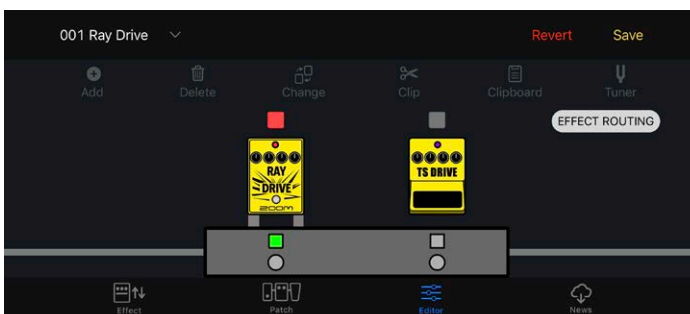 001 Ray Drive
Revert
Save
Add
Delete
Change
Clip
Clipboard
Tuner
EFFECT ROUTING
RAY
DRIVE
ZOOM
TS DRIVE
Effect
Patch
Editor
News